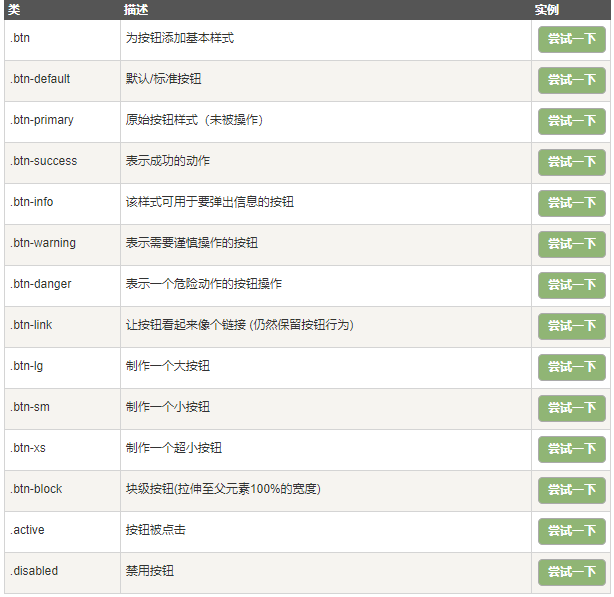 类 描述 实例
.btn 为按钮添加基本样式 尝试一下
.btn-default 默认/标准按钮 尝试一下
.btn-primary 原始按钮样式（未被操作） 尝试一下
.btn-success 表示成功的动作 尝试一下
.btn-info 该样式可用于要弹出信息的按钮 尝试一下
.btn-warning 表示需要谨慎操作的按钮 尝试一下
.btn-danger 表示一个危险动作的按钮操作 尝试一下
.btn-link 让按钮看起来像个链接 (仍然保留按钮行为) 尝试一下
.btn-lg 制作一个大按钮 尝试一下
.btn-sm 制作一个小按钮 尝试一下
.btn-xs 制作一个超小按钮 尝试一下
.btn-block 块级按钮(拉伸至父元素100%的宽度) 尝试一下
.active 按钮被点击 尝试一下
.disabled 禁用按钮 尝试一下